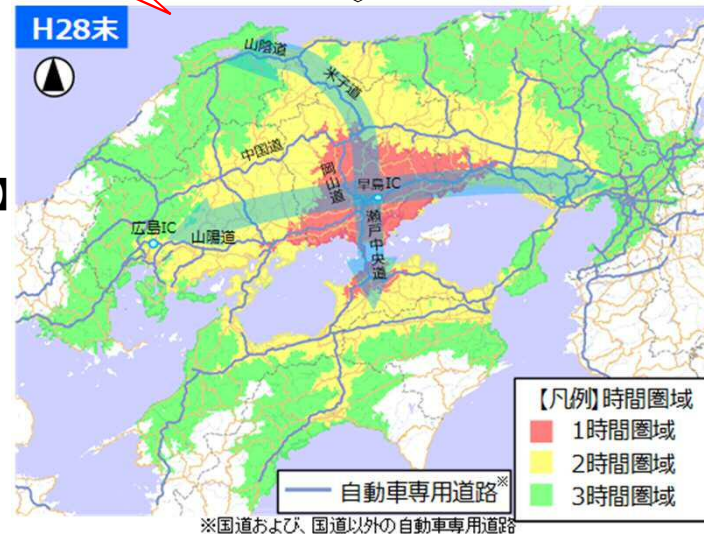 H28末
山陰道
米子道
中国道
岡山道
早島IC
瀬戸中央道
広島IC
山陽道
】
【凡例】時間圏域
1時間圏域
2時間圏域
3時間圏域
自動車専用道路※
※国道および、国道以外の自動車専用道路